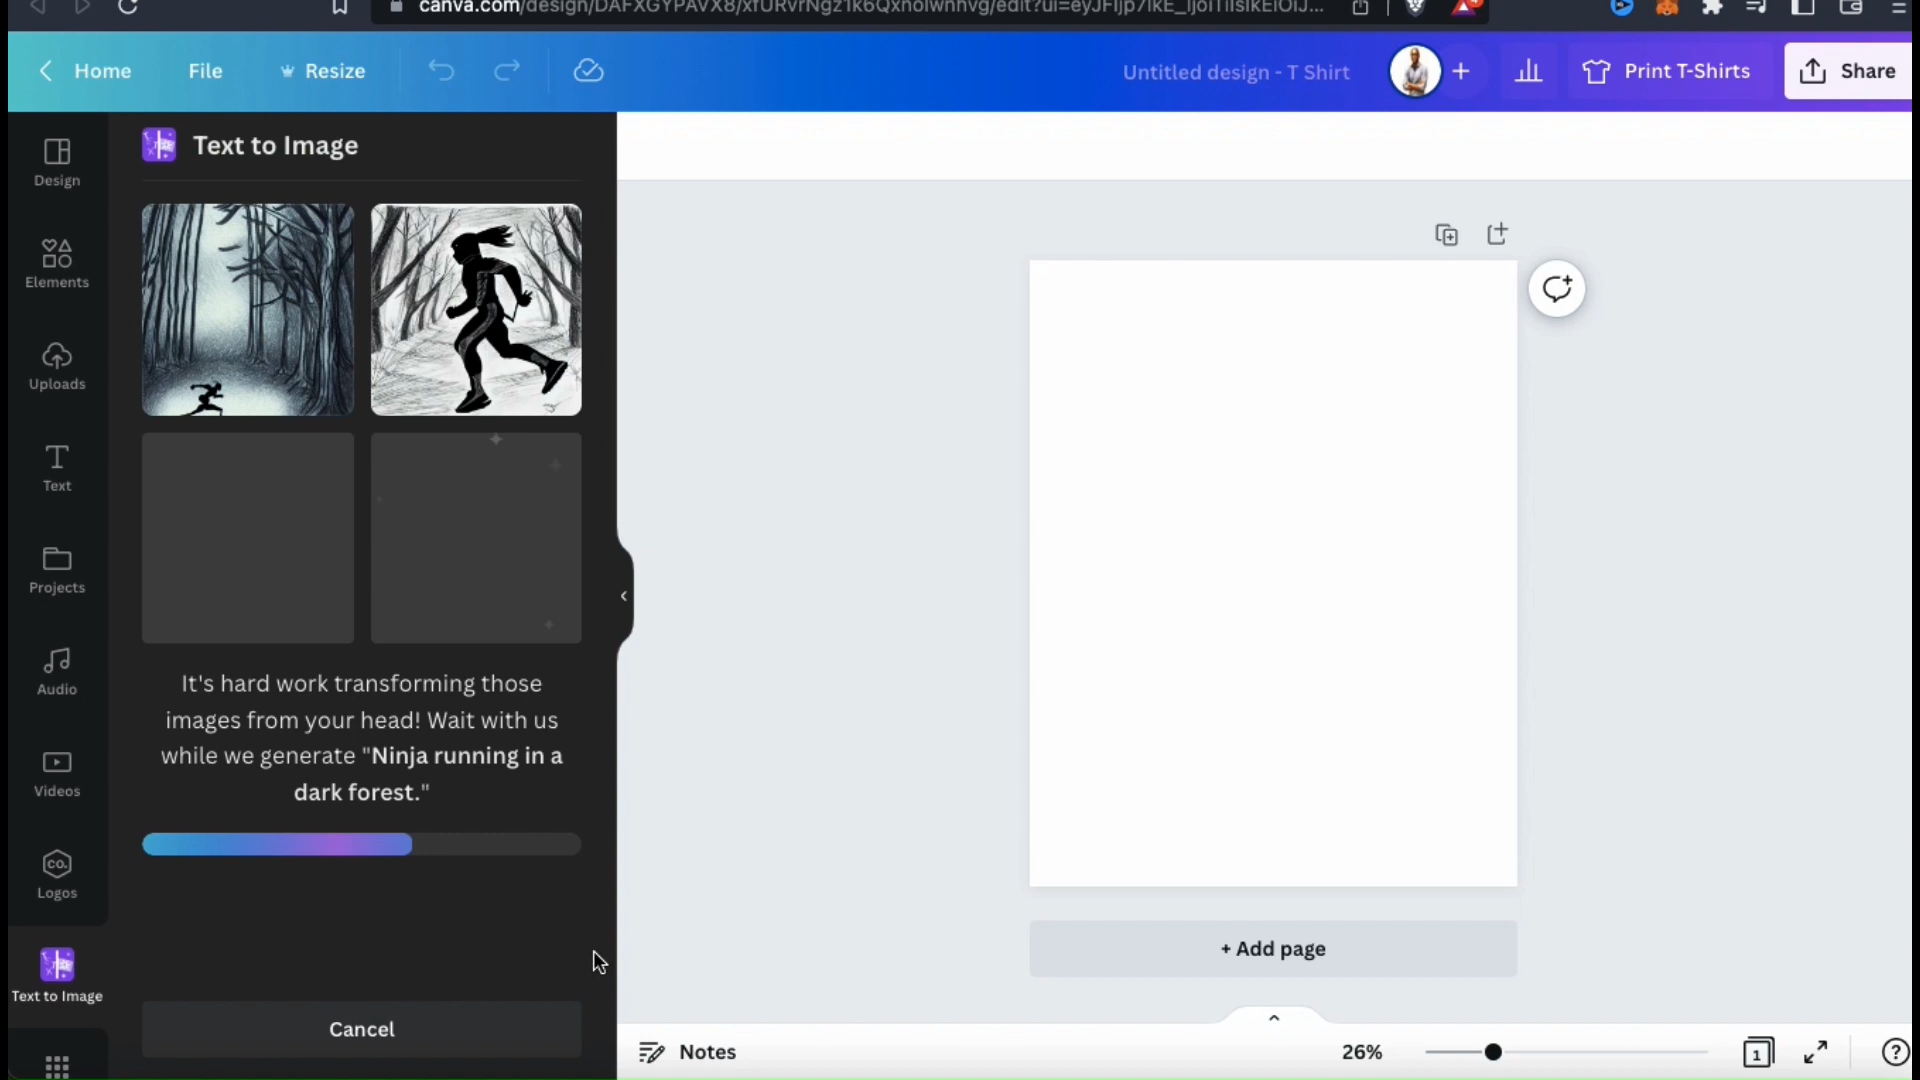 Home
File
Resize
Untitled design - T Shirt
Print T-Shirts
Share
Text to Image
Design
Elements
Uploads
Text
Projects
Audio
Videos
CO.
Logos
Text to Image
It's hard work transforming those
images from your head! Wait with us
while we generate "Ninja running in a
dark forest."
Cancel
+ Add page
Notes
26%
1
?